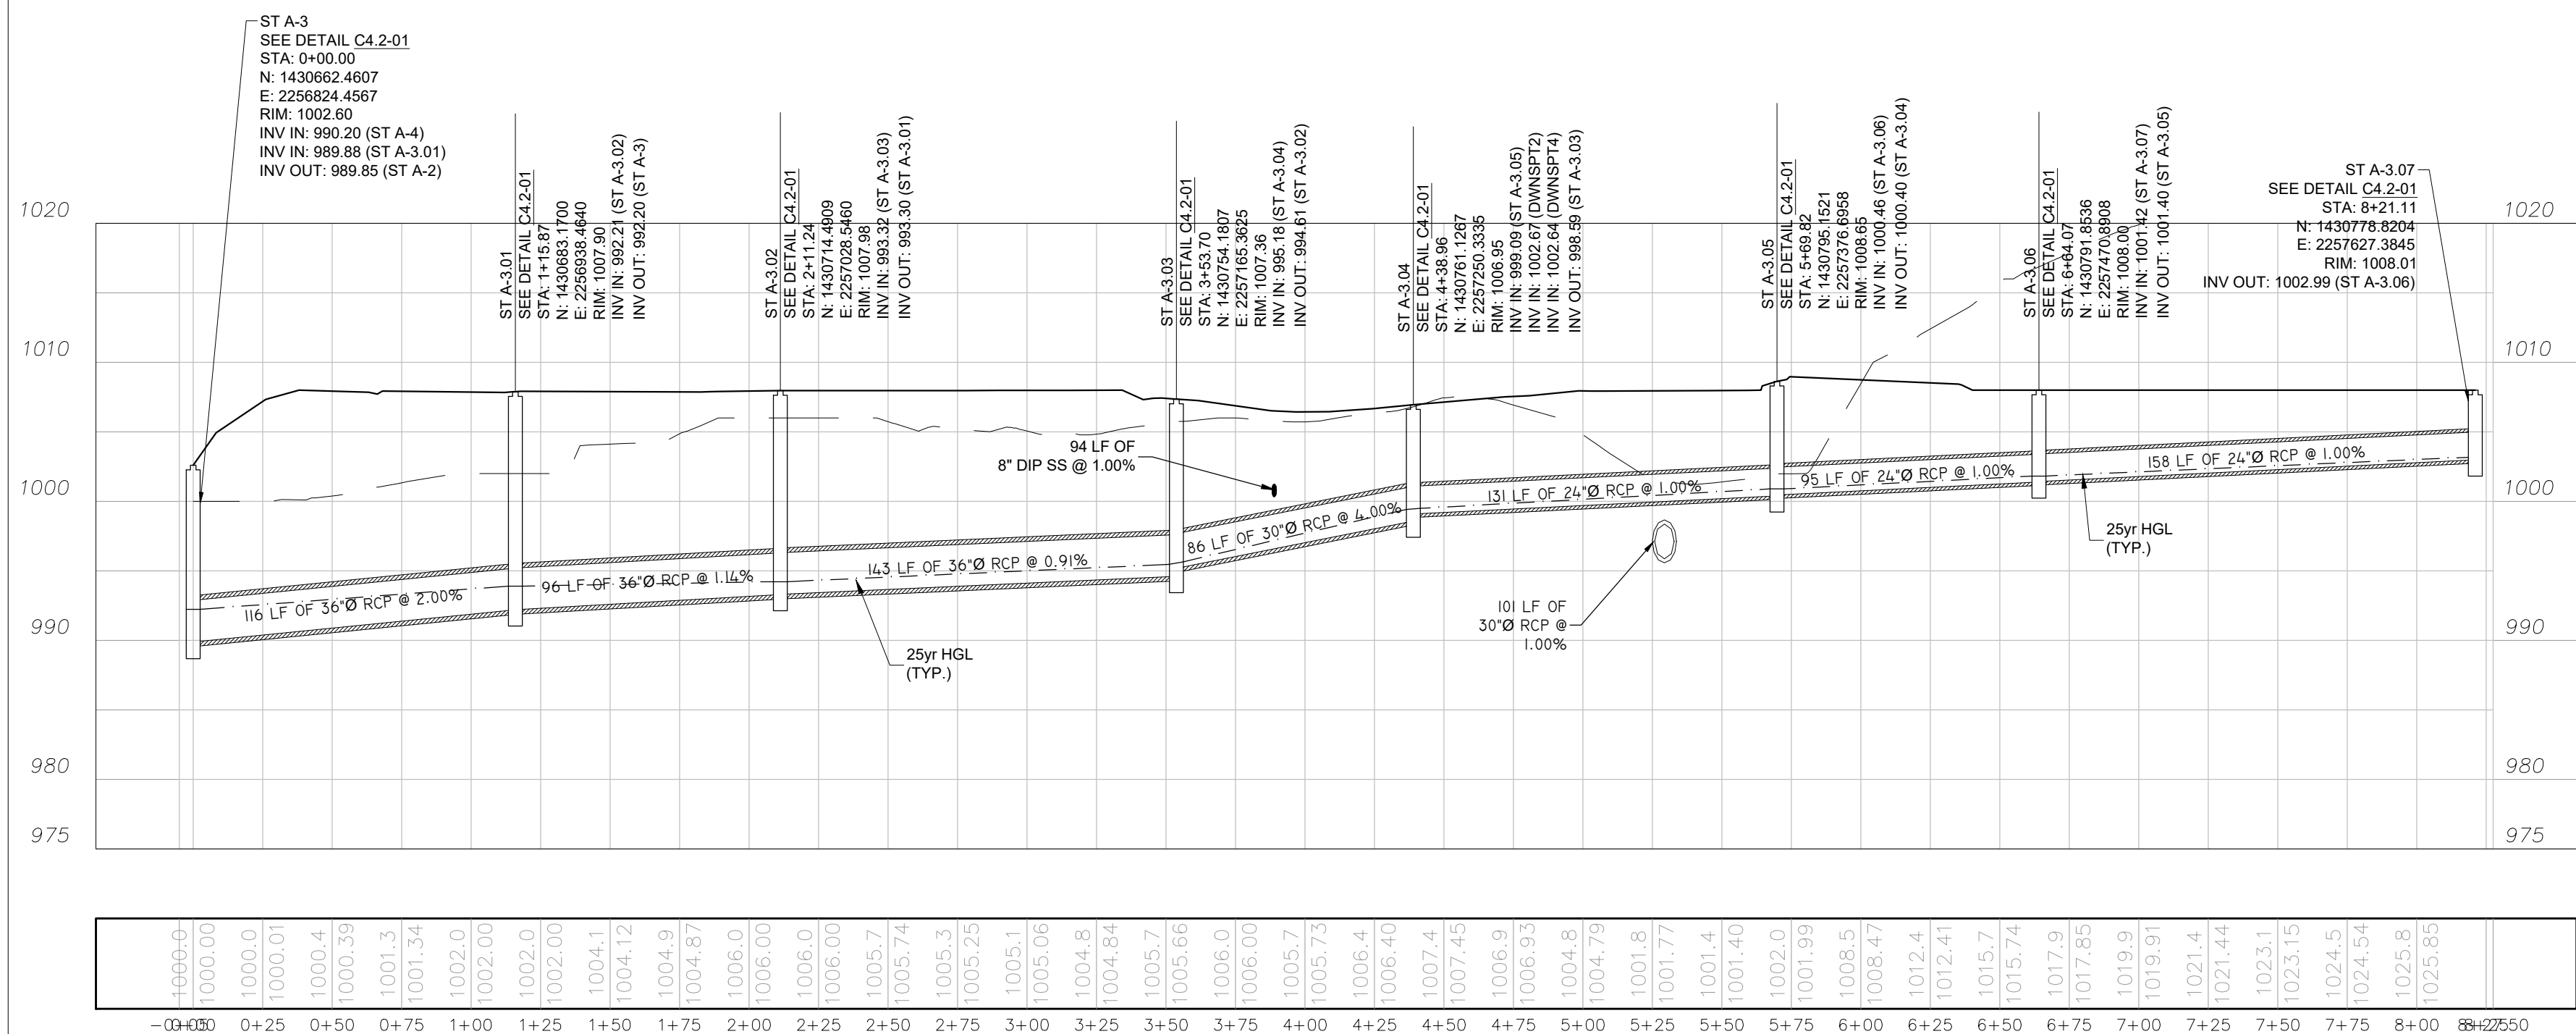 ST A-3
SEE DETAIL C4.2-01
STA: 0+00.00
N: 1430662.4607
E: 2256824.4567
RIM: 1002.60
INV IN: 990.20 (ST A-4)
INV IN: 989.88 (ST A-3.01)
INV OUT: 989.85 (ST A-2)
ST A-3.01
SEE DETAIL C4.2-01
STA: 1+15.87
N: 1430683.1700
E: 2256938.4640
RIM: 1007.90
INV IN: 992.21 (ST A-3.02)
INV OUT: 992.20 (ST A-3)
ST A-3.02
SEE DETAIL C4.2-01
STA: 2+11.24
N: 1430714.4909
E: 2257028.5460
RIM: 1007.98
INV IN: 993.32 (ST A-3.03)
INV OUT: 993.30 (ST A-3.01)
ST A-3.03
SEE DETAIL C4.2-01
STA: 3+53.70
N: 1430754.1807
E: 2257165.3625
RIM: 1007.36
INV IN: 995.18 (ST A-3.04)
INV OUT: 994.61 (ST A-3.02)
ST A-3.04
SEE DETAIL C4.2-01
STA: 4+38.96
N: 1430761.1267
E: 2257250.3335
RIM: 1006.95
INV IN: 999.09 (ST A-3.05)
INV IN: 1002.67 (DWNSPT2)
INV IN: 1002.64 (DWNSPT4)
INV OUT: 998.59 (ST A-3.03)
ST A-3.05
SEE DETAIL C4.2-01
STA: 5+69.82
N: 1430795.1521
E: 2257376.6958
RIM: 1008.65
INV IN: 1000.46 (ST A-3.06)
INV OUT: 1000.40 (ST A-3.04)
ST A-3.06
SEE DETAIL C4.2-01
STA: 6+64.07
N: 1430791.8536
E: 2257470.8908
RIM: 1008.00
INV IN: 1001.42 (ST A-3.07)
INV OUT: 1001.40 (ST A-3.05)
ST A-3.07
SEE DETAIL C4.2-01
STA: 8+21.11
N: 1430778.8204
E: 2257627.3845
RIM: 1008.01
INV OUT: 1002.99 (ST A-3.06)
1020
1020
1010
1010
1000
1000
990
990
980
980
975
975
94 LF OF
8" DIP SS @ 1.00%
116 LF OF 36"Ø RCP @ 2.00%
96 LF OF 36"Ø RCP @ 1.14%
143 LF OF 36"Ø RCP @ 0.91%
86 LF OF 30"Ø RCP @ 4.00%
131 LF OF 24"Ø RCP @ 1.00%
95 LF OF 24"Ø RCP @ 1.00%
158 LF OF 24"Ø RCP @ 1.00%
25yr HGL
(TYP.)
101 LF OF
30"Ø RCP @
1.00%
25yr HGL
(TYP.)
1000.0
1000.00
1000.0
1000.01
1000.4
1000.39
1001.3
1001.34
1002.0
1002.00
1002.0
1002.00
1004.1
1004.12
1004.9
1004.87
1006.0
1006.00
1006.0
1006.00
1005.7
1005.74
1005.3
1005.25
1005.1
1005.06
1004.8
1004.84
1005.7
1005.66
1006.0
1006.00
1005.7
1005.73
1006.4
1006.40
1007.4
1007.45
1006.9
1006.93
1004.8
1004.79
1001.8
1001.77
1001.4
1001.40
1002.0
1001.99
1008.5
1008.47
1012.4
1012.41
1015.7
1015.74
1017.9
1017.85
1019.9
1019.91
1021.4
1021.44
1023.1
1023.15
1024.5
1024.54
1025.8
1025.85
-0+05 0+00 0+25 0+50 0+75 1+00 1+25 1+50 1+75 2+00 2+25 2+50 2+75 3+00 3+25 3+50 3+75 4+00 4+25 4+50 4+75 5+00 5+25 5+50 5+75 6+00 6+25 6+50 6+75 7+00 7+25 7+50 7+75 8+00